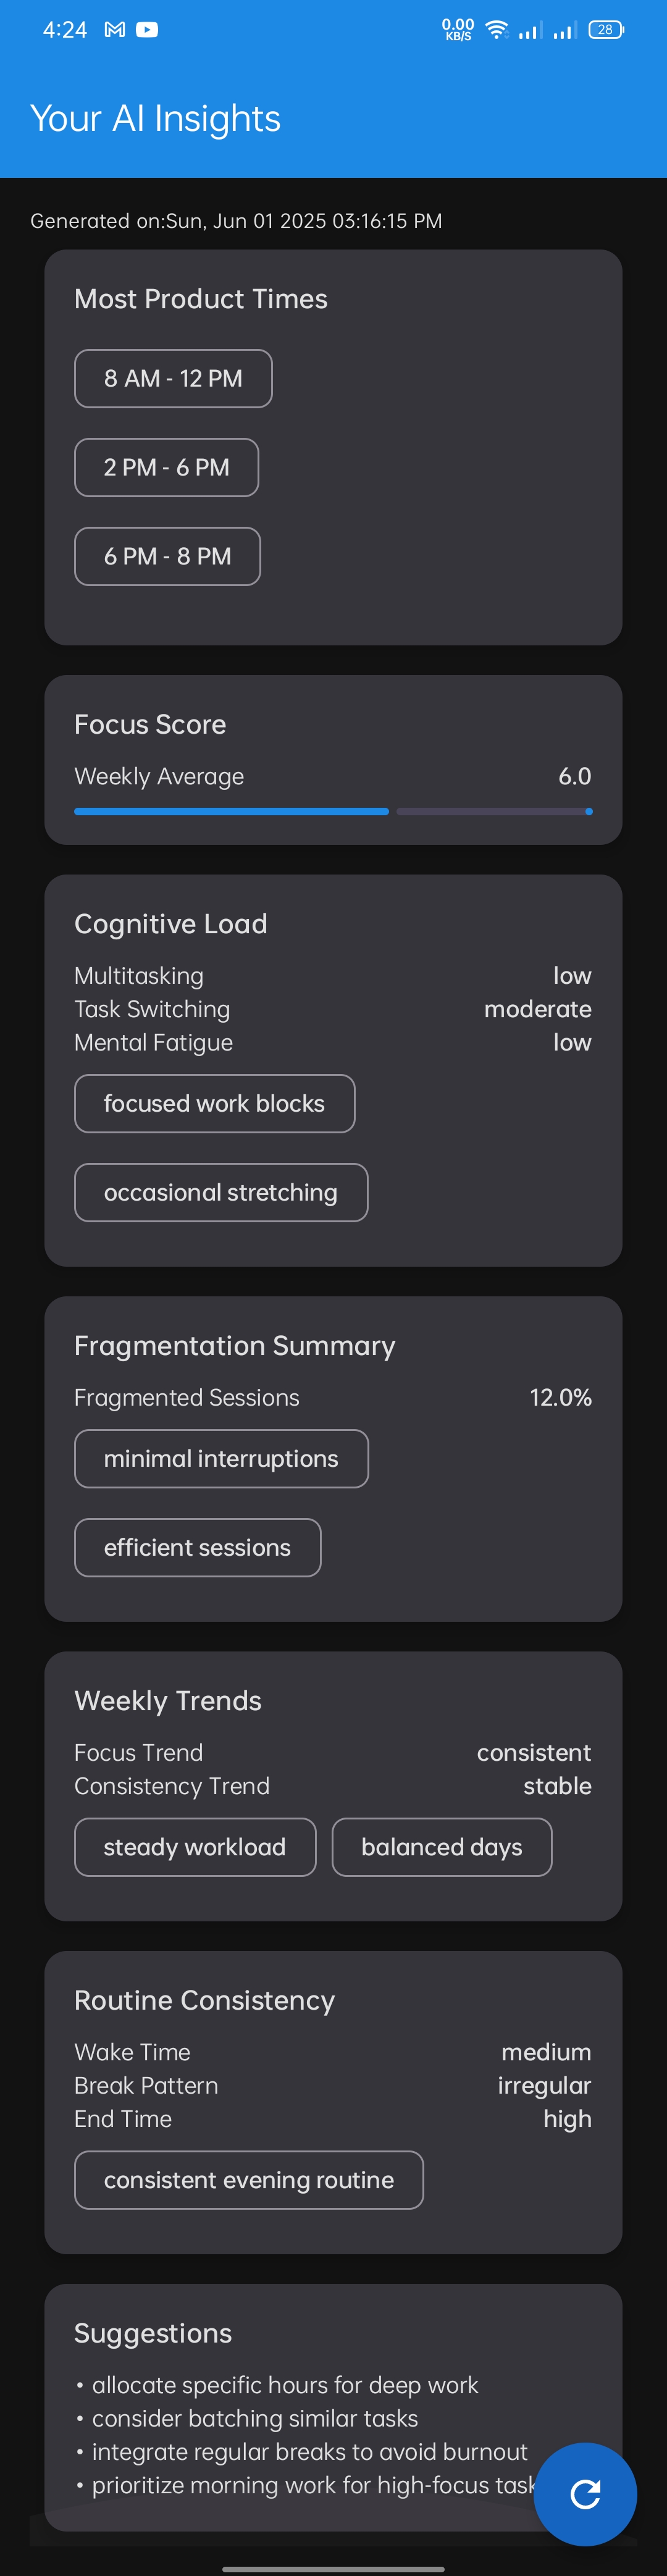 4:24
0.00
KB/S
28
Your AI Insights
Generated on:Sun, Jun 01 2025 03:16:15 PM
Most Product Times
8 AM - 12 PM
2 PM - 6 PM
6 PM - 8 PM
Focus Score
Weekly Average 6.0
Cognitive Load
Multitasking low
Task Switching moderate
Mental Fatigue low
focused work blocks
occasional stretching
Fragmentation Summary
Fragmented Sessions 12.0%
minimal interruptions
efficient sessions
Weekly Trends
Focus Trend consistent
Consistency Trend stable
steady workload balanced days
Routine Consistency
Wake Time medium
Break Pattern irregular
End Time high
consistent evening routine
Suggestions
• allocate specific hours for deep work
• consider batching similar tasks
• integrate regular breaks to avoid burnout
• prioritize morning work for high-focus task